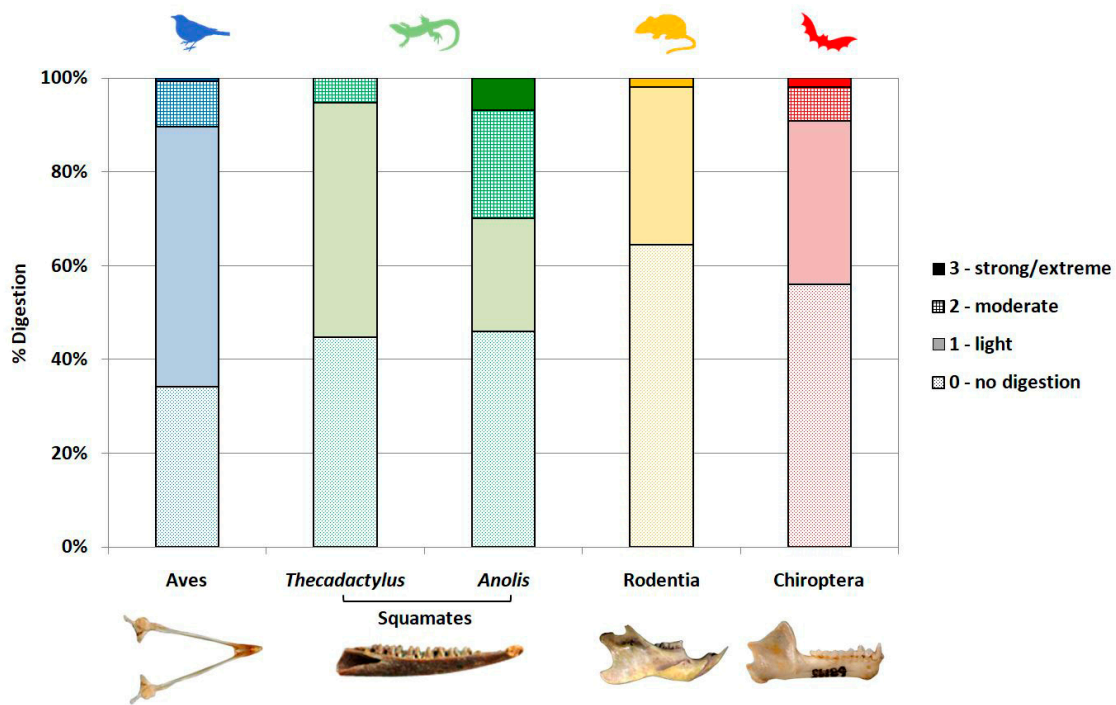 100%
80%
60%
40%
20%
0%
% Digestion
3 - strong/extreme
2 - moderate
1 - light
0 - no digestion
Aves
Thecadactylus
Anolis
Rodentia
Chiroptera
Squamates